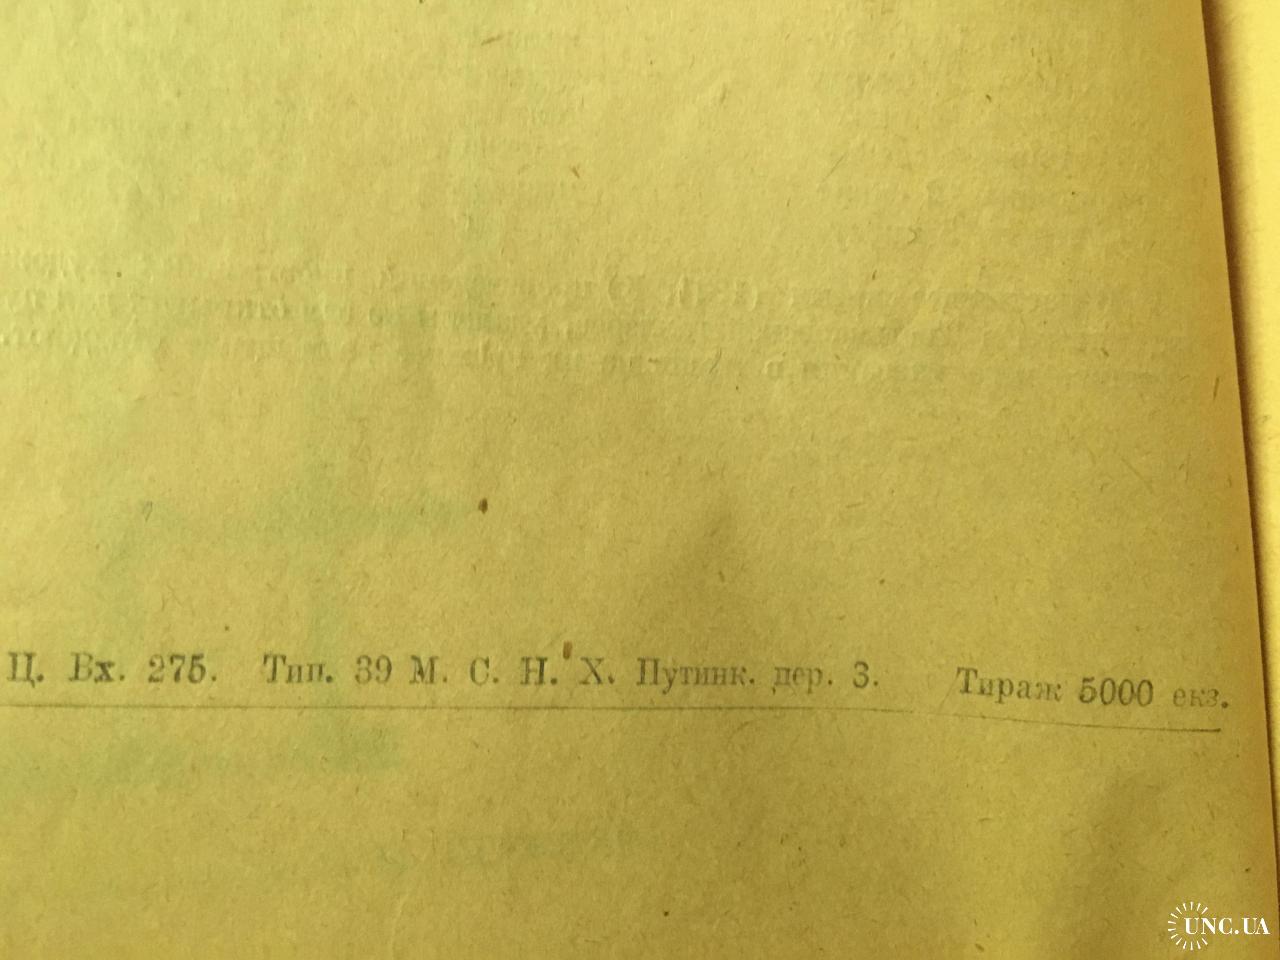 Ц. Вх. 275. Тип. 39 М. С. Н. Х. Путинк. пер. 3. Тираж 5000 екз.
UNC.UA